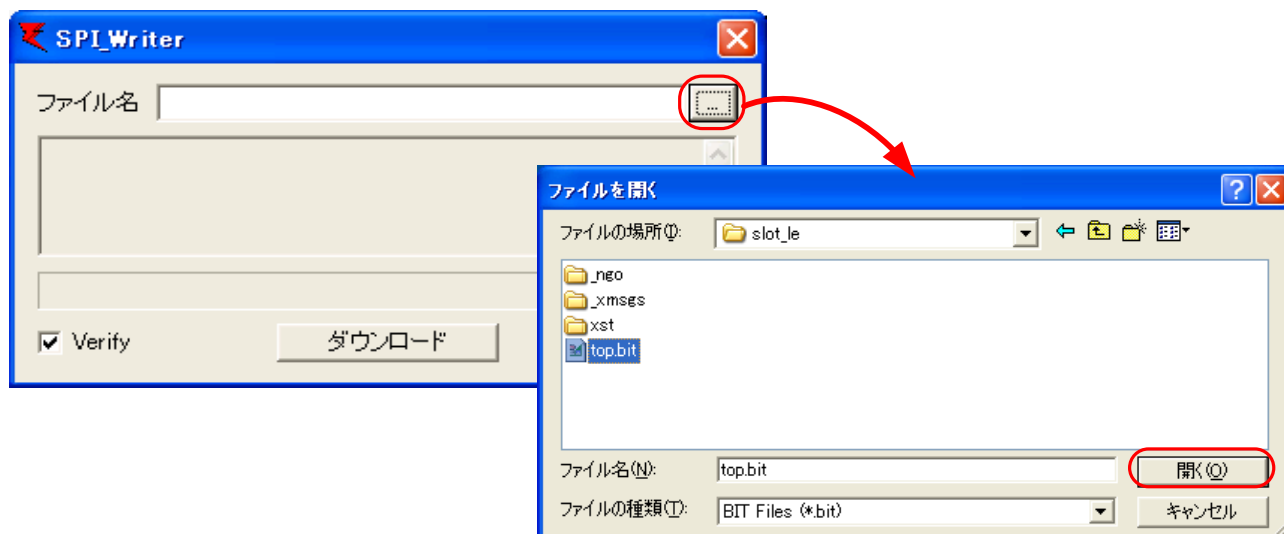 SPI_Writer
ファイル名
...
Verify
ダウンロード
ファイルを開く
ファイルの場所(I):
slot_le
_ngo
_xmsgs
xst
top.bit
ファイル名(N):
top.bit
開く(O)
ファイルの種類(T):
BIT Files (*.bit)
キャンセル